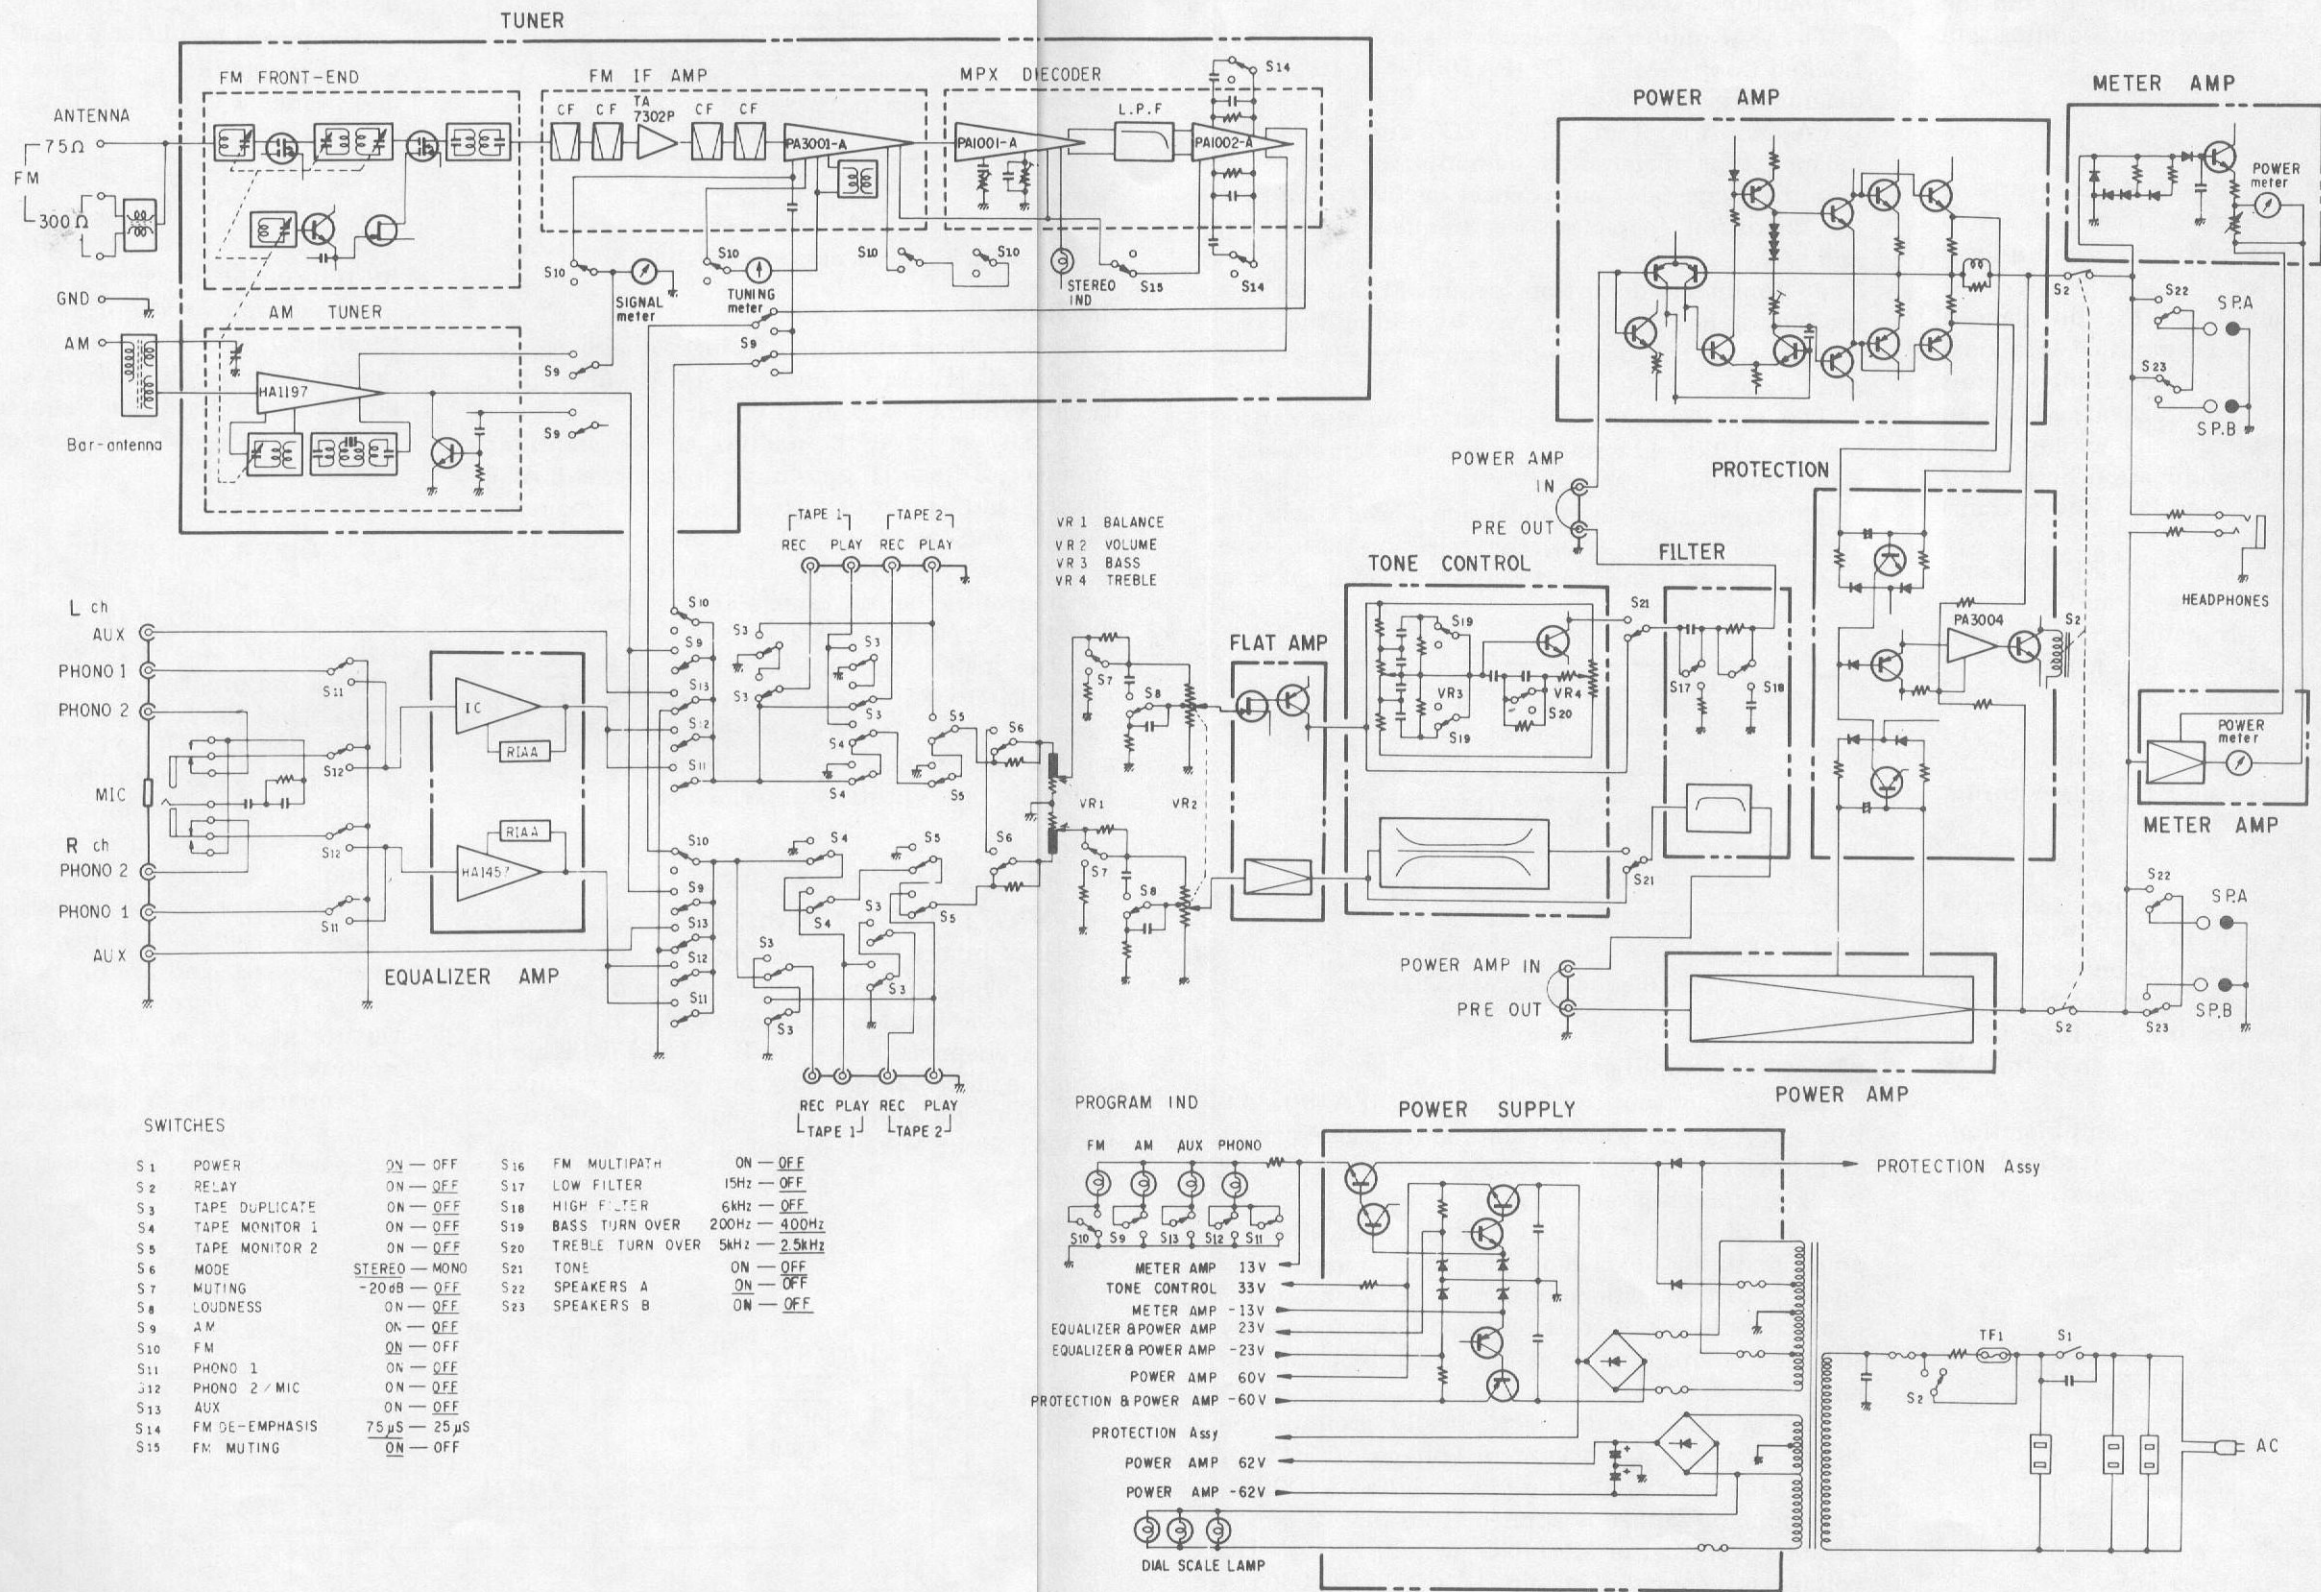 TUNER
FM FRONT-END
FM IF AMP
MPX DIECODER
S14
CF
CF
TA
7302P
CF
CF
L.P.F
PA3001-A
PA1001-A
PA1002-A
ANTENNA
75Ω
FM
300Ω
GND
AM
Bar-antenna
S10
SIGNAL
meter
S10
TUNING
meter
S10
S10
STEREO
IND
S15
S14
AM TUNER
HA1197
S9
S9
S9
POWER AMP
METER AMP
POWER
meter
S2
S22
S.P.A
S23
S.P.B
POWER AMP
IN
PRE OUT
PROTECTION
PA3004
S2
HEADPHONES
TAPE 1
TAPE 2
REC PLAY REC PLAY
VR 1 BALANCE
VR 2 VOLUME
VR 3 BASS
VR 4 TREBLE
TONE CONTROL
FILTER
FLAT AMP
S19
VR3
S19
VR4
S20
S21
S17
S18
S21
L ch
AUX
PHONO 1
PHONO 2
MIC
R ch
PHONO 2
PHONO 1
AUX
S11
S12
S12
S11
IC
RIAA
RIAA
HA1457
EQUALIZER AMP
S10
S9
S13
S12
S11
S3
S3
S3
S4
S4
S5
S5
S6
S7
S8
VR1
VR2
S10
S9
S13
S12
S11
S4
S4
S5
S5
S3
S3
S3
S3
S6
S7
S8
REC PLAY REC PLAY
TAPE 1
TAPE 2
POWER
meter
METER AMP
S22
S.P.A
S.P.B
S2
S23
POWER AMP IN
PRE OUT
POWER AMP
SWITCHES
S1 POWER ON — OFF
S2 RELAY ON — OFF
S3 TAPE DUPLICATE ON — OFF
S4 TAPE MONITOR 1 ON — OFF
S5 TAPE MONITOR 2 ON — OFF
S6 MODE STEREO — MONO
S7 MUTING -20dB — OFF
S8 LOUDNESS ON — OFF
S9 AM ON — OFF
S10 FM ON — OFF
S11 PHONO 1 ON — OFF
S12 PHONO 2 / MIC ON — OFF
S13 AUX ON — OFF
S14 FM DE-EMPHASIS 75µS — 25µS
S15 FM MUTING ON — OFF
S16 FM MULTIPATH ON — OFF
S17 LOW FILTER 15Hz — OFF
S18 HIGH FILTER 6kHz — OFF
S19 BASS TURN OVER 200Hz — 400Hz
S20 TREBLE TURN OVER 5kHz — 2.5kHz
S21 TONE ON — OFF
S22 SPEAKERS A ON — OFF
S23 SPEAKERS B ON — OFF
PROGRAM IND
FM AM AUX PHONO
S10 S9 S13 S12 S11
POWER SUPPLY
PROTECTION Assy
METER AMP 13V
TONE CONTROL 33V
METER AMP -13V
EQUALIZER & POWER AMP 23V
EQUALIZER & POWER AMP -23V
POWER AMP 60V
PROTECTION & POWER AMP -60V
PROTECTION Assy
POWER AMP 62V
POWER AMP -62V
DIAL SCALE LAMP
TF1
S1
S2
AC